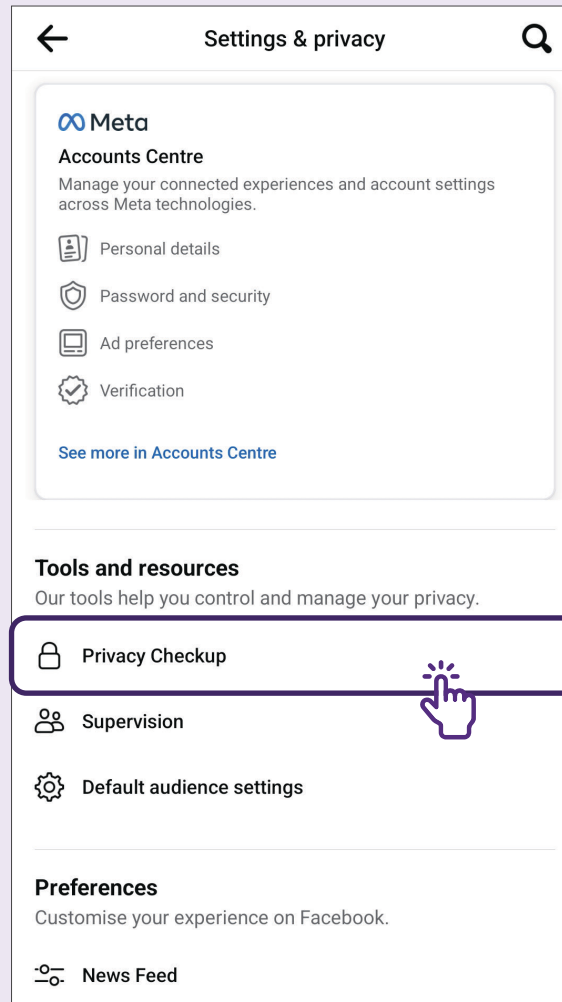 Settings & privacy
Meta
Accounts Centre
Manage your connected experiences and account settings
across Meta technologies.
Personal details
Password and security
Ad preferences
Verification
See more in Accounts Centre
Tools and resources
Our tools help you control and manage your privacy.
Privacy Checkup
Supervision
Default audience settings
Preferences
Customise your experience on Facebook.
News Feed